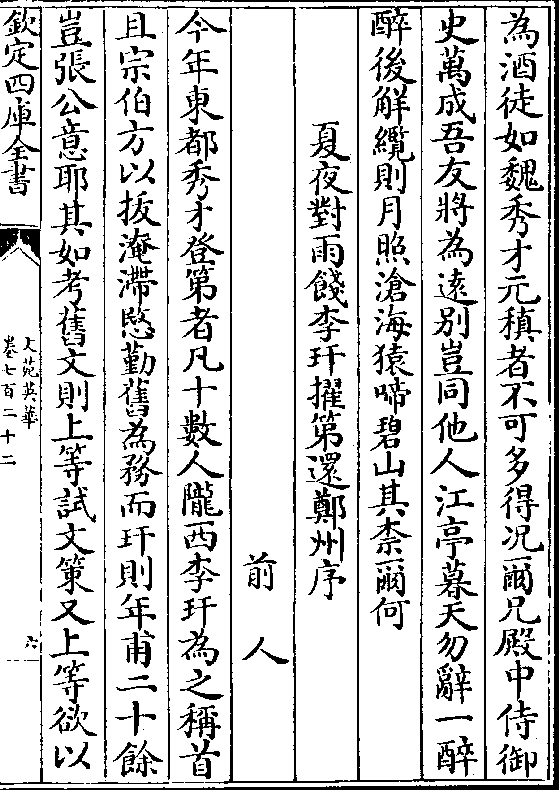 為酒徒如魏秀才元稹者不可多得况爾兄殿中侍御
史萬成吾友將為遠别豈同他人江亭暮天勿辭一醉
醉後觧纜則月照滄海猿啼碧山其柰爾何
夏夜對雨餞李玕擢第還鄭州序
前人
今年東都秀才登第者凡十數人隴西李玕為之稱首
且宗伯方以拔淹滯愍勤舊為務而玕則年甫二十餘
豈張公意耶其如考舊文則上等試文策又上等欲以
欽定四庫全書
文苑英華
卷七百二十二
六